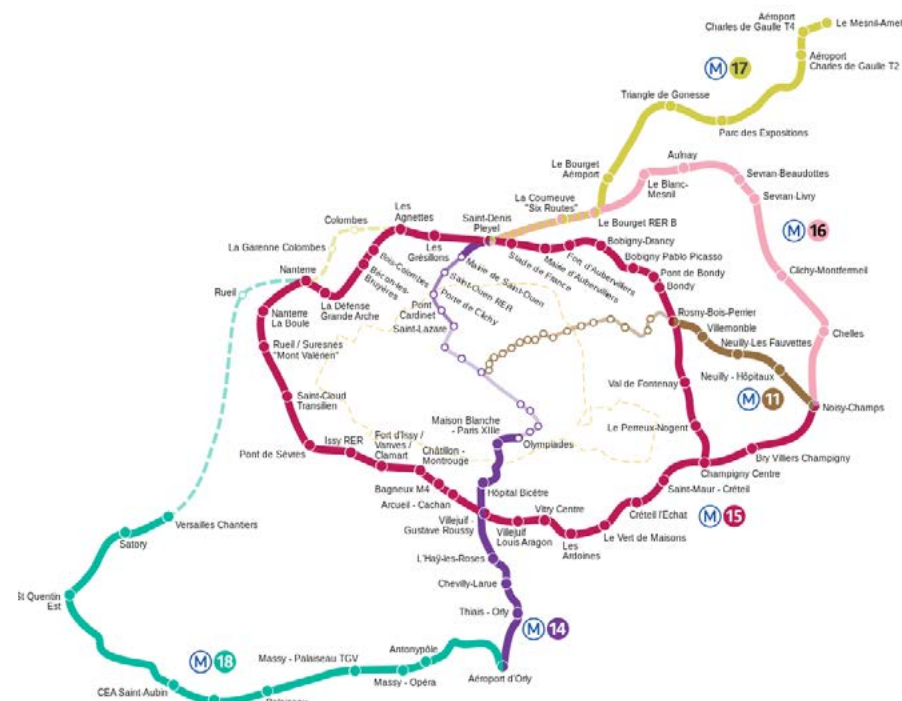 Aéroport
Charles de Gaulle T4
Le Mesnil-Amelot
Aéroport
Charles de Gaulle T2
M 17
Triangle de Gonesse
Parc des Expositions
Le Bourget
Aéroport
Aulnay
Le Blanc-
Mesnil
Sevran-Beaudottes
Sevran-Livry
La Courneuve
"Six Routes"
Le Bourget RER B
M 16
Les
Agnettes
Saint-Denis
Pleyel
Colombes
La Garenne Colombes
Les
Grésillons
Bobigny-Drancy
Bobigny Pablo Picasso
Pont de Bondy
Bondy
Fort d'Aubervilliers
Mairie d'Aubervilliers
Stade de France
Mairie de Saint-Ouen
Saint-Ouen RER
Porte de Clichy
Pont
Cardinet
Saint-Lazare
Bois-Colombes
Bécon-les-
Bruyères
Nanterre
La Défense
Grande Arche
Rueil
Nanterre
La Boule
Clichy-Montfermeil
Chelles
Rosny-Bois-Perrier
Villemomble
Neuilly Les Fauvettes
Neuilly - Hôpitaux
M 11
Noisy-Champs
Rueil / Suresnes
"Mont Valérien"
Saint-Cloud
Transilien
Val de Fontenay
Le Perreux-Nogent
Maison Blanche
- Paris XIIIe
Olympiades
Pont de Sèvres
Issy RER
Fort d'Issy /
Vanves /
Clamart
Châtillon -
Montrouge
Bagneux M4
Arcueil - Cachan
Hôpital Bicêtre
Bry Villiers Champigny
Champigny Centre
Saint-Maur - Créteil
Créteil l'Echat
M 15
Vitry Centre
Villejuif -
Gustave Roussy
Villejuif
Louis Aragon
Les
Ardoines
Le Vert de Maisons
Versailles Chantiers
Satory
St Quentin
Est
L'Haÿ-les-Roses
Chevilly-Larue
Thiais - Orly
M 14
Aéroport d'Orly
M 18
Antonypôle
Massy - Palaiseau TGV
Massy - Opéra
CEA Saint-Aubin